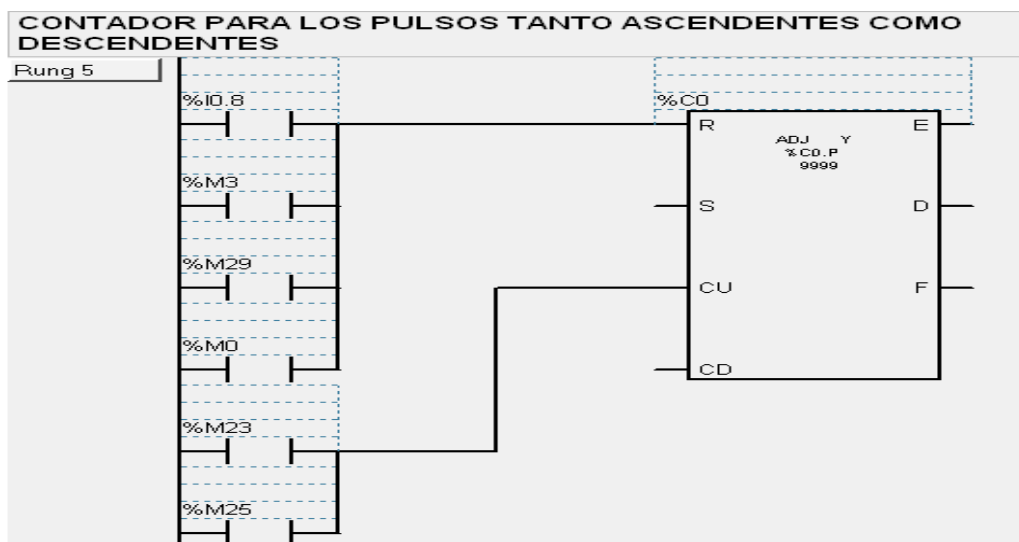 CONTADOR PARA LOS PULSOS TANTO ASCENDENTES COMO
DESCENDENTES
Rung 5
%I0.8
%C0
R
E
ADJ Y
%C0.P
9999
%M3
S
D
%M29
CU
F
%M0
CD
%M23
%M25